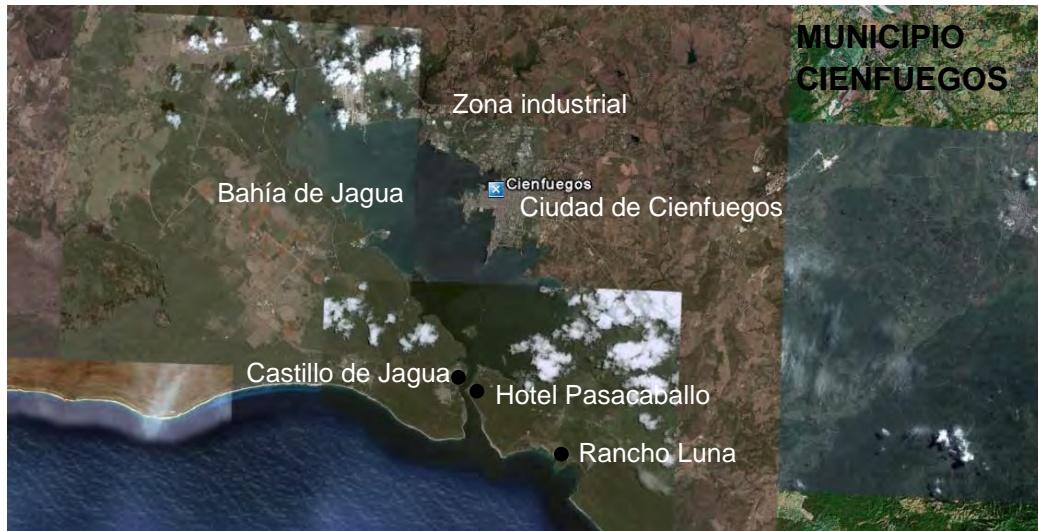 MUNICIPIO
CIENFUEGOS
Zona industrial
Cienfuegos
Bahía de Jagua
Ciudad de Cienfuegos
Castillo de Jagua
Hotel Pasacaballo
Rancho Luna